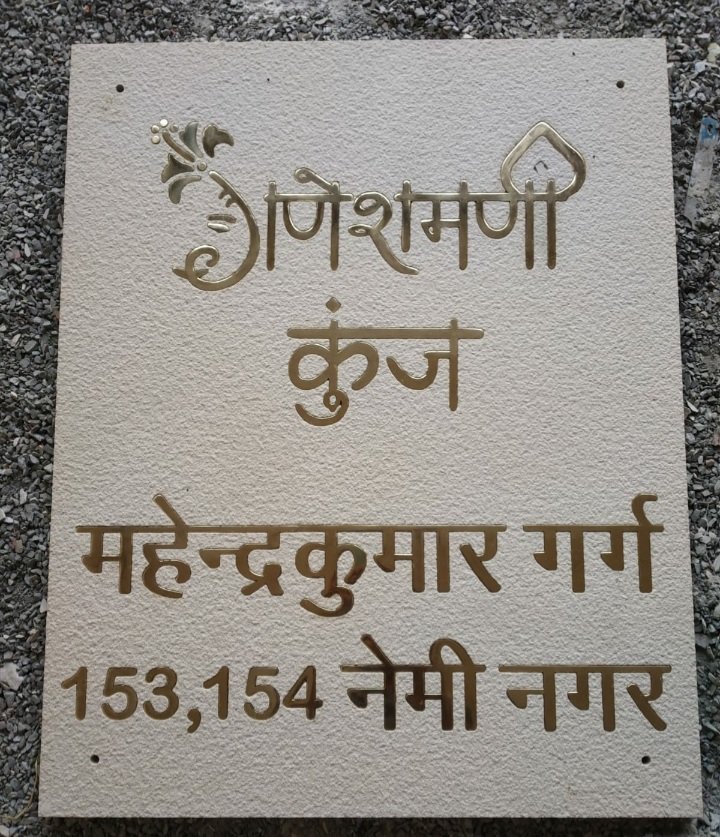 गणेशमणी
कुंज
महेन्द्रकुमार गर्ग
153,154 नेमी नगर